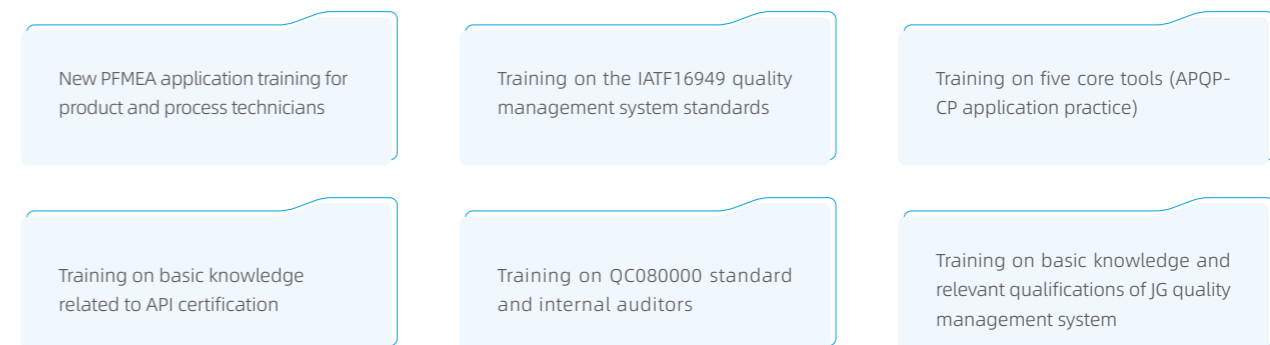 New PFMEA application training for
product and process technicians
Training on the IATF16949 quality
management system standards
Training on five core tools (APQP-
CP application practice)
Training on basic knowledge
related to API certification
Training on QC080000 standard
and internal auditors
Training on basic knowledge and
relevant qualifications of JG quality
management system